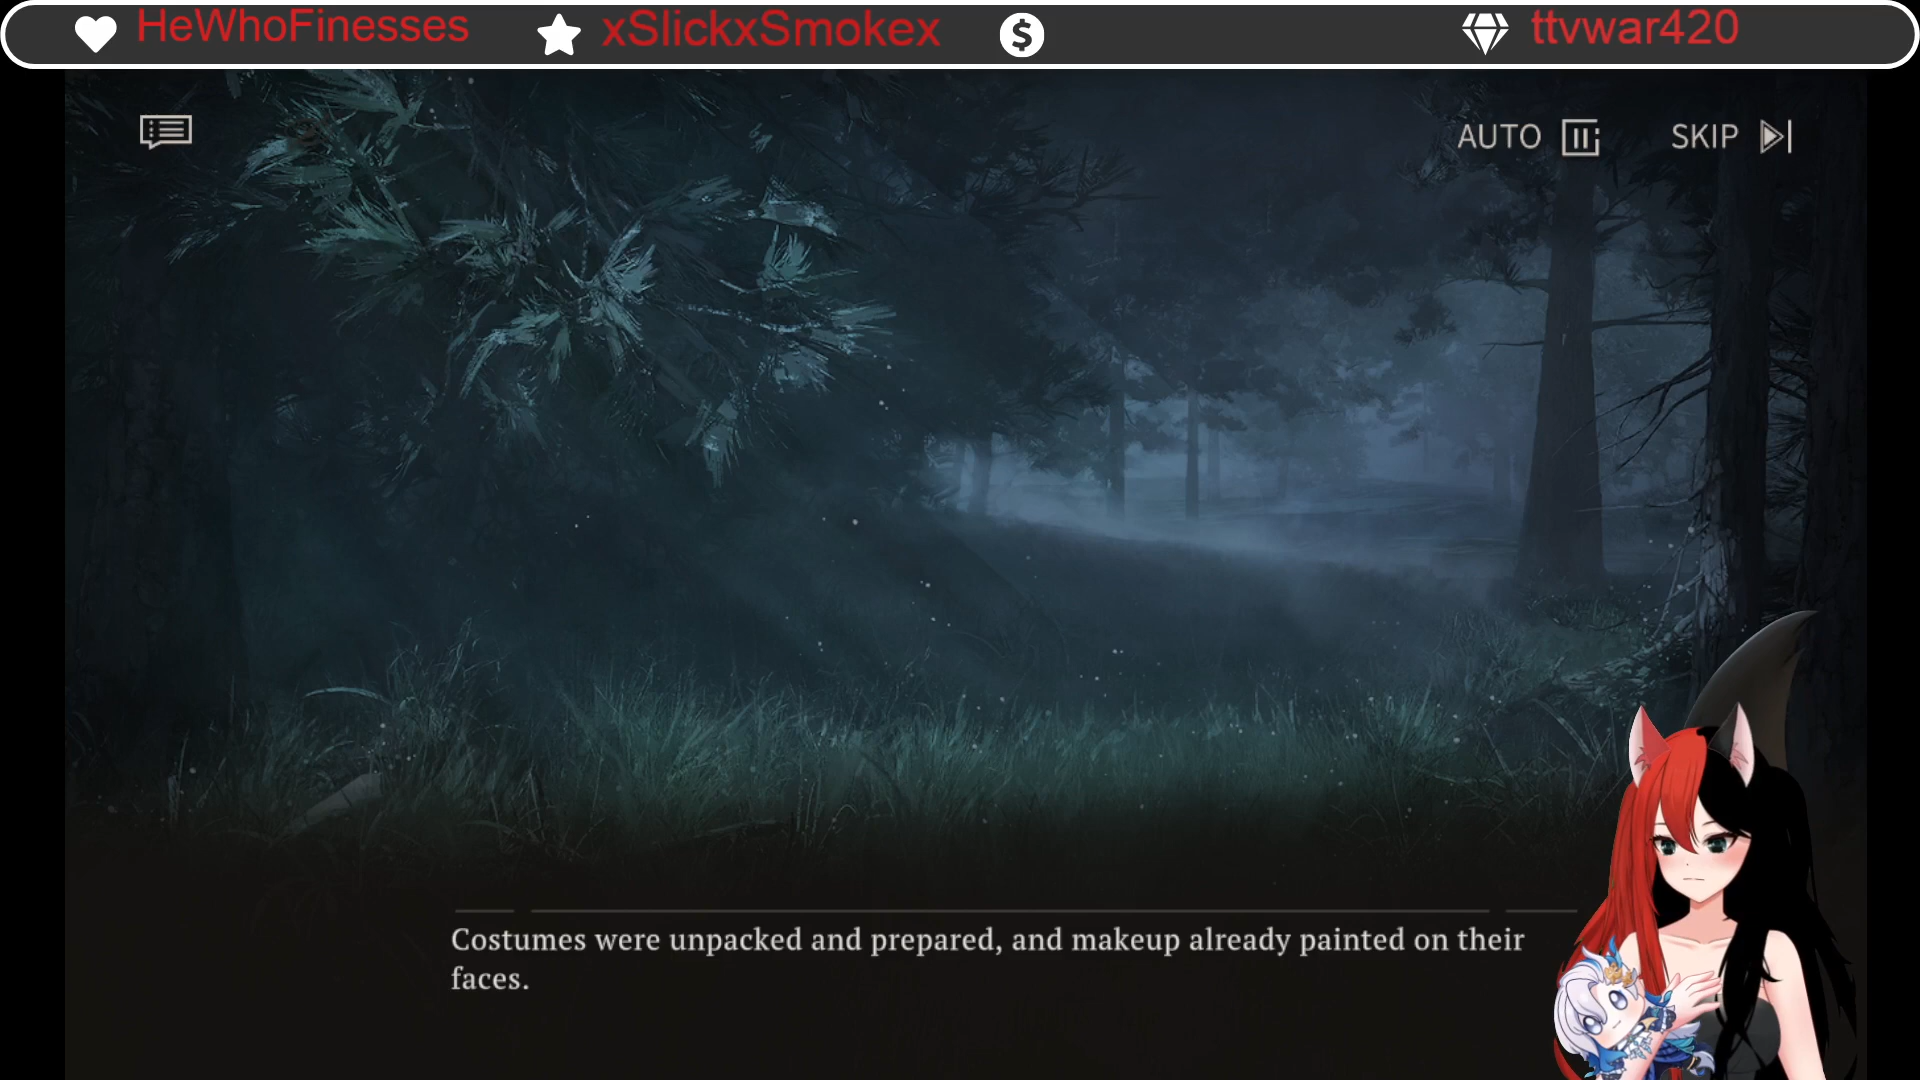 HeWhoFinesses
xSlickxSmokex
ttvwar420
AUTO
SKIP
Costumes were unpacked and prepared, and makeup already painted on their
faces.